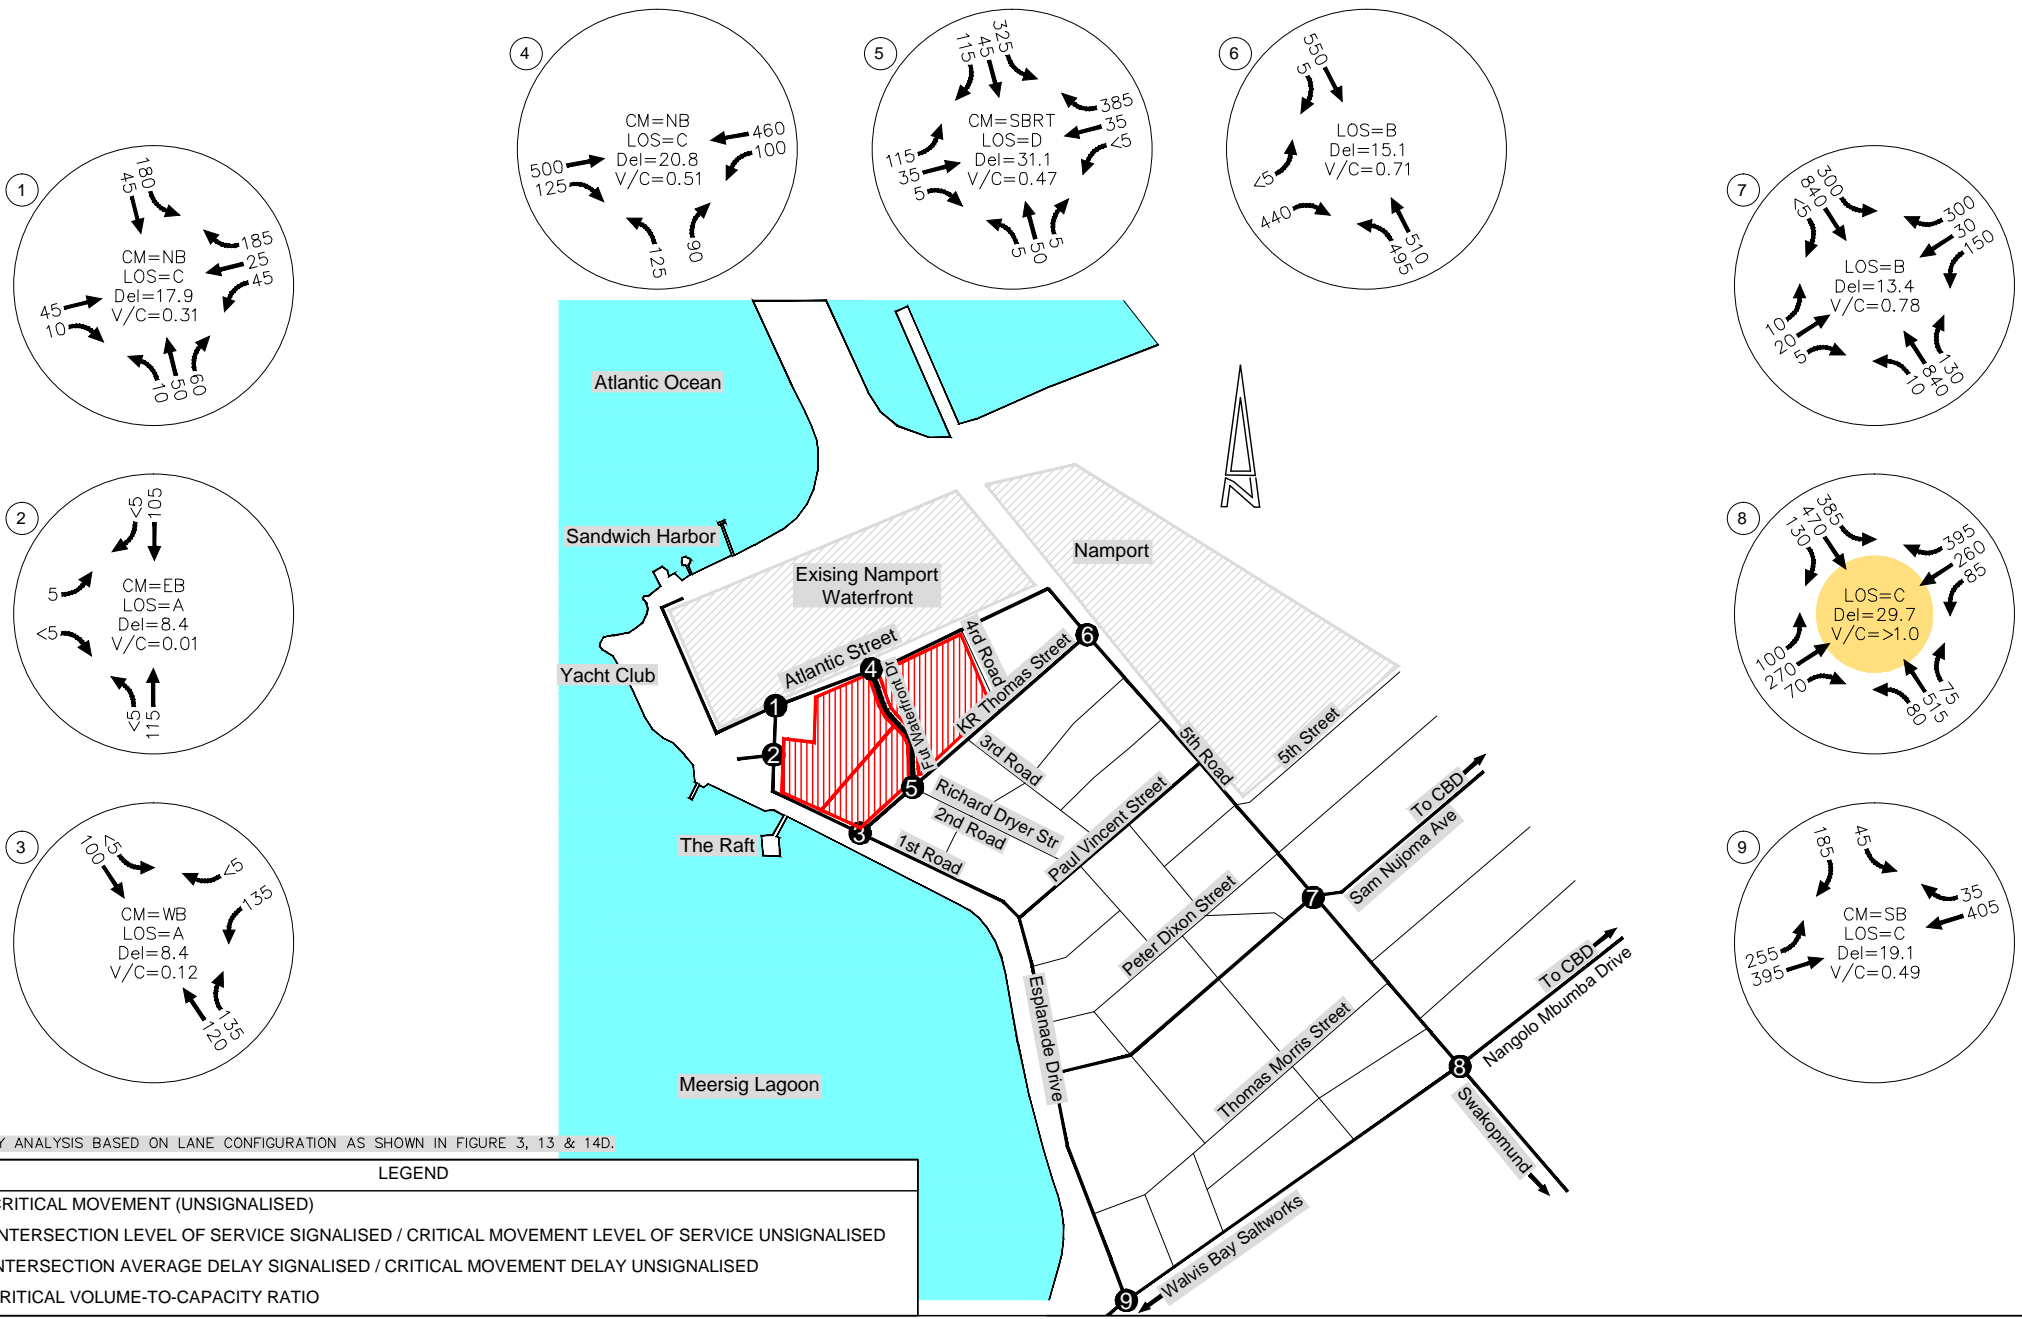 1
180
45
185
25
45
CM=NB
LOS=C
Del=17.9
V/C=0.31
45
10
10
50
60
2
<5
105
CM=EB
LOS=A
Del=8.4
V/C=0.01
5
<5
<5
115
3
<5
100
<5
135
CM=WB
LOS=A
Del=8.4
V/C=0.12
135
120
4
CM=NB
LOS=C
Del=20.8
V/C=0.51
460
100
500
125
125
90
5
325
45
115
385
35
<5
CM=SBRT
LOS=D
Del=31.1
V/C=0.47
115
35
5
5
50
5
6
550
5
LOS=B
Del=15.1
V/C=0.71
<5
440
510
495
7
300
840
<5
300
30
150
LOS=B
Del=13.4
V/C=0.78
10
20
5
130
840
10
8
385
470
130
395
260
85
LOS=C
Del=29.7
V/C=>1.0
100
270
70
75
515
80
9
185
45
35
405
CM=SB
LOS=C
Del=19.1
V/C=0.49
255
395
Atlantic Ocean
N
Sandwich Harbor
Namport
Exising Namport
Waterfront
Yacht Club
Atlantic Street
4rd Road
Fut Waterfront Dr
KR Thomas Street
1
2
3
4
5
6
7
8
9
3rd Road
5th Road
5th Street
Richard Dryer Str
2nd Road
1st Road
Paul Vincent Street
The Raft
To CBD
Sam Nujoma Ave
Peter Dixon Street
To CBD
Nangolo Mbumba Drive
Esplanade Drive
Thomas Morris Street
Meersig Lagoon
Swakopmund
Walvis Bay Saltworks
Y ANALYSIS BASED ON LANE CONFIGURATION AS SHOWN IN FIGURE 3, 13 & 14D.
LEGEND
CRITICAL MOVEMENT (UNSIGNALISED)
INTERSECTION LEVEL OF SERVICE SIGNALISED / CRITICAL MOVEMENT LEVEL OF SERVICE UNSIGNALISED
INTERSECTION AVERAGE DELAY SIGNALISED / CRITICAL MOVEMENT DELAY UNSIGNALISED
CRITICAL VOLUME-TO-CAPACITY RATIO